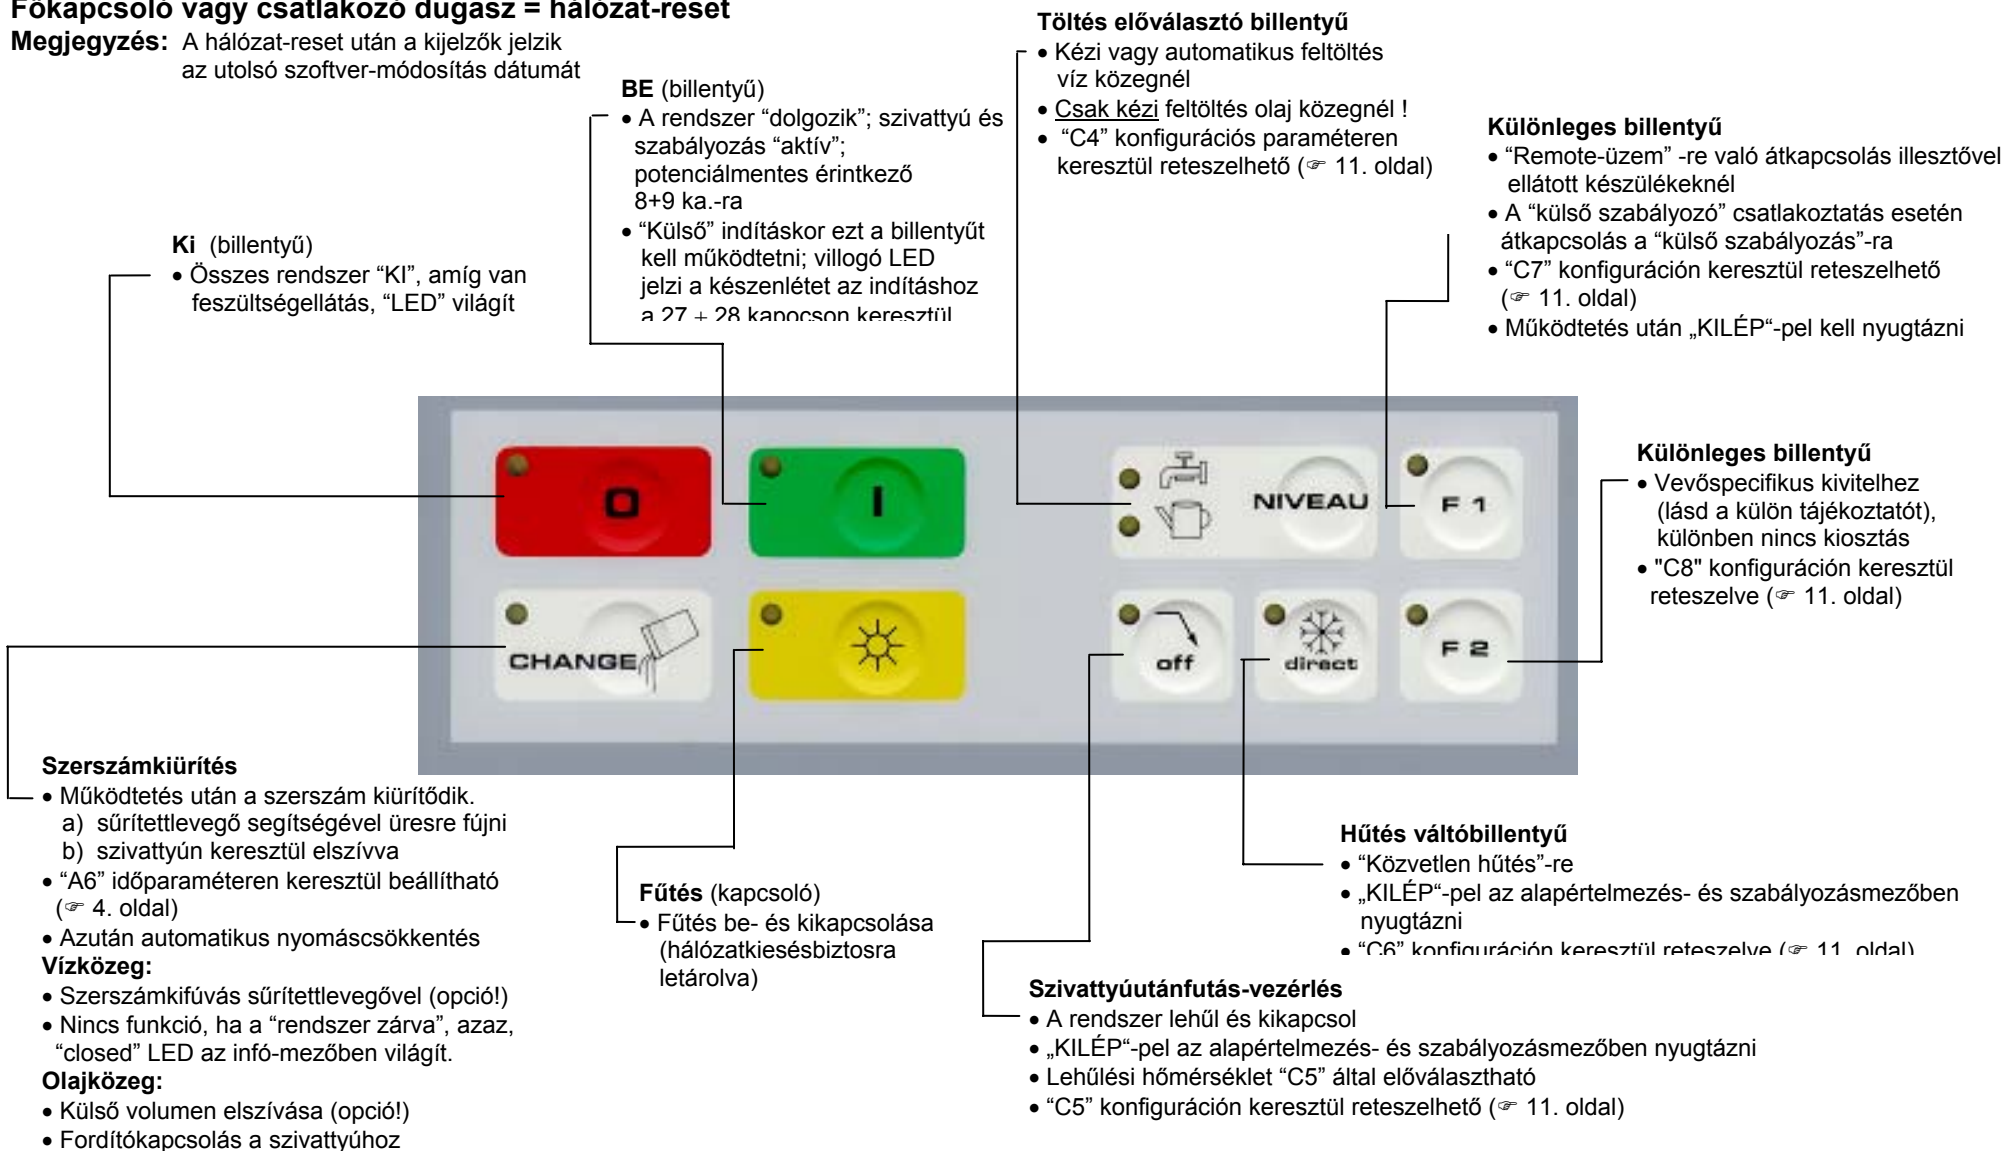 Főkapcsoló vagy csatlakozó dugasz = hálózat-reset
Megjegyzés: A hálózat-reset után a kijelzők jelzik
az utolsó szoftver-módosítás dátumát
Ki (billentyű)
• Összes rendszer “KI”, amíg van
feszültségellátás, “LED” világít
BE (billentyű)
• A rendszer “dolgozik”; szivattyú és
szabályozás “aktív”;
potenciálmentes érintkező
8+9 ka.-ra
• “Külső” indításkor ezt a billentyűt
kell működtetni; villogó LED
jelzi a készenlétet az indításhoz
a 27 + 28 kapocson keresztül
Töltés előválasztó billentyű
• Kézi vagy automatikus feltöltés
víz közegnél
• Csak kézi feltöltés olaj közegnél !
• “C4” konfigurációs paraméteren
keresztül reteszelhető (☞ 11. oldal)
Különleges billentyű
• “Remote-üzem” -re való átkapcsolás illesztővel
ellátott készülékeknél
• A “külső szabályozó” csatlakoztatás esetén
átkapcsolás a “külső szabályozás”-ra
• “C7” konfiguráción keresztül reteszelhető
(☞ 11. oldal)
• Működtetés után „KILÉP“-pel kell nyugtázni
O
I
NIVEAU
F 1
CHANGE
off
direct
F 2
Különleges billentyű
• Vevőspecifikus kivitelhez
(lásd a külön tájékoztatót),
különben nincs kiosztás
• "C8" konfiguráción keresztül
reteszelve (☞ 11. oldal)
Szerszámkiürítés
• Működtetés után a szerszám kiürítődik.
a) sűrítettlevegő segítségével üresre fújni
b) szivattyún keresztül elszívva
• “A6” időparaméteren keresztül beállítható
(☞ 4. oldal)
• Azután automatikus nyomáscsökkentés
Vízközeg:
• Szerszámkifúvás sűrítettlevegővel (opció!)
• Nincs funkció, ha a “rendszer zárva”, azaz,
“closed” LED az infó-mezőben világít.
Olajközeg:
• Külső volumen elszívása (opció!)
• Fordítókapcsolás a szivattyúhoz
Fűtés (kapcsoló)
• Fűtés be- és kikapcsolása
(hálózatkiesésbiztosra
letárolva)
Hűtés váltóbillentyű
• “Közvetlen hűtés”-re
• „KILÉP“-pel az alapértelmezés- és szabályozásmezőben
nyugtázni
• “C6” konfiguráción keresztül reteszelve (☞ 11. oldal)
Szivattyúutánfutás-vezérlés
• A rendszer lehűl és kikapcsol
• „KILÉP“-pel az alapértelmezés- és szabályozásmezőben nyugtázni
• Lehűlési hőmérséklet “C5” által előválasztható
• “C5” konfiguráción keresztül reteszelhető (☞ 11. oldal)